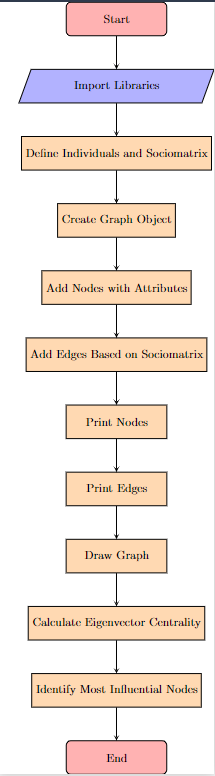 Start
Import Libraries
Define Individuals and Sociomatrix
Create Graph Object
Add Nodes with Attributes
Add Edges Based on Sociomatrix
Print Nodes
Print Edges
Draw Graph
Calculate Eigenvector Centrality
Identify Most Influential Nodes
End